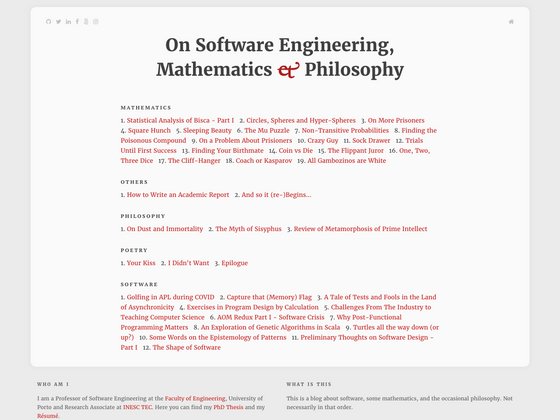 On Software Engineering,
Mathematics & Philosophy
MATHEMATICS
1. Statistical Analysis of Bisca - Part I 2. Circles, Spheres and Hyper-Spheres 3. On More Prisoners
4. Square Hunch 5. Sleeping Beauty 6. The Mu Puzzle 7. Non-Transitive Probabilities 8. Finding the
Poisonous Compound 9. On a Problem About Prisioners 10. Crazy Guy 11. Sock Drawer 12. Trials
Until First Success 13. Finding Your Birthmate 14. Coin vs Die 15. The Flippant Juror 16. One, Two,
Three Dice 17. The Cliff-Hanger 18. Coach or Kasparov 19. All Gambozinos are White
OTHERS
1. How to Write an Academic Report 2. And so it (re-)Begins...
PHILOSOPHY
1. On Dust and Immortality 2. The Myth of Sisyphus 3. Review of Metamorphosis of Prime Intellect
POETRY
1. Your Kiss 2. I Didn't Want 3. Epilogue
SOFTWARE
1. Golfing in APL during COVID 2. Capture that (Memory) Flag 3. A Tale of Tests and Fools in the Land
of Asynchronicity 4. Exercises in Program Design by Calculation 5. Challenges From The Industry to
Teaching Computer Science 6. AOM Redux Part I - Software Crisis 7. Why Post-Functional
Programming Matters 8. An Exploration of Genetic Algorithms in Scala 9. Turtles all the way down (or
up?) 10. Some Words on the Epistemology of Patterns 11. Preliminary Thoughts on Software Design -
Part I 12. The Shape of Software
WHO AM I
I am a Professor of Software Engineering at the Faculty of Engineering, University of
Porto and Research Associate at INESC TEC. Here you can find my PhD Thesis and my
Résumé.
WHAT IS THIS
This is a blog about software, some mathematics, and the occasional philosophy. Not
necessarily in that order.